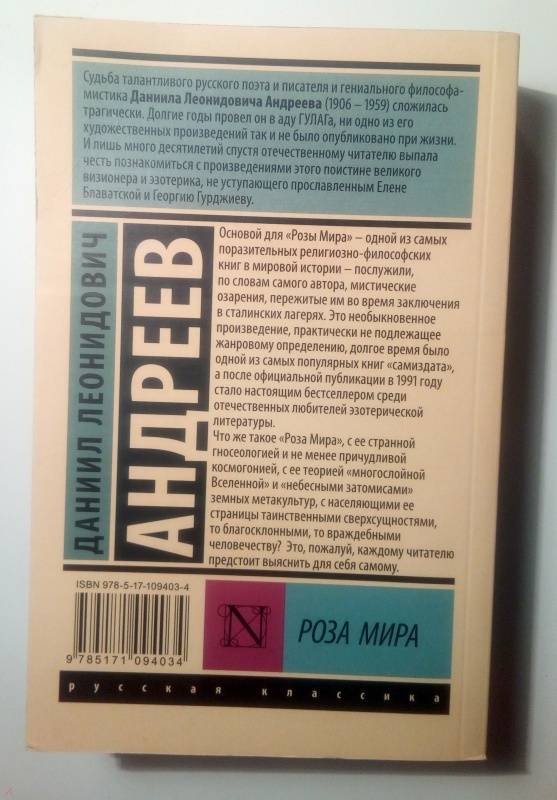 Судьба талантливого русского поэта и писателя и гениального философа-
мистика Даниила Леонидовича Андреева (1906 – 1959) сложилась
трагически. Долгие годы провел он в аду ГУЛАГа, ни одно из его
художественных произведений так и не было опубликовано при жизни.
И лишь много десятилетий спустя отечественному читателю выпала
честь познакомиться с произведениями этого поистине великого
визионера и эзотерика, не уступающего прославленным Елене
Блаватской и Георгию Гурджиеву.
ДАНИИЛ ЛЕОНИДОВИЧ
АНДРЕЕВ
Основой для «Розы Мира» – одной из самых
поразительных религиозно-философских
книг в мировой истории – послужили,
по словам самого автора, мистические
озарения, пережитые им во время заключения
в сталинских лагерях. Это необыкновенное
произведение, практически не подлежащее
жанровому определению, долгое время было
одной из самых популярных книг «самиздата»,
а после официальной публикации в 1991 году
стало настоящим бестселлером среди
отечественных любителей эзотерической
литературы.
Что же такое «Роза Мира», с ее странной
гносеологией и не менее причудливой
космогонией, с ее теорией «многослойной
Вселенной» и «небесными затомисами»
земных метакультур, с населяющими ее
страницы таинственными сверхсущностями,
то благосклонными, то враждебными
человечеству? Это, пожалуй, каждому читателю
предстоит выяснить для себя самому.
ISBN 978-5-17-109403-4
9 785171 094034
N
РОЗА МИРА
русская классика